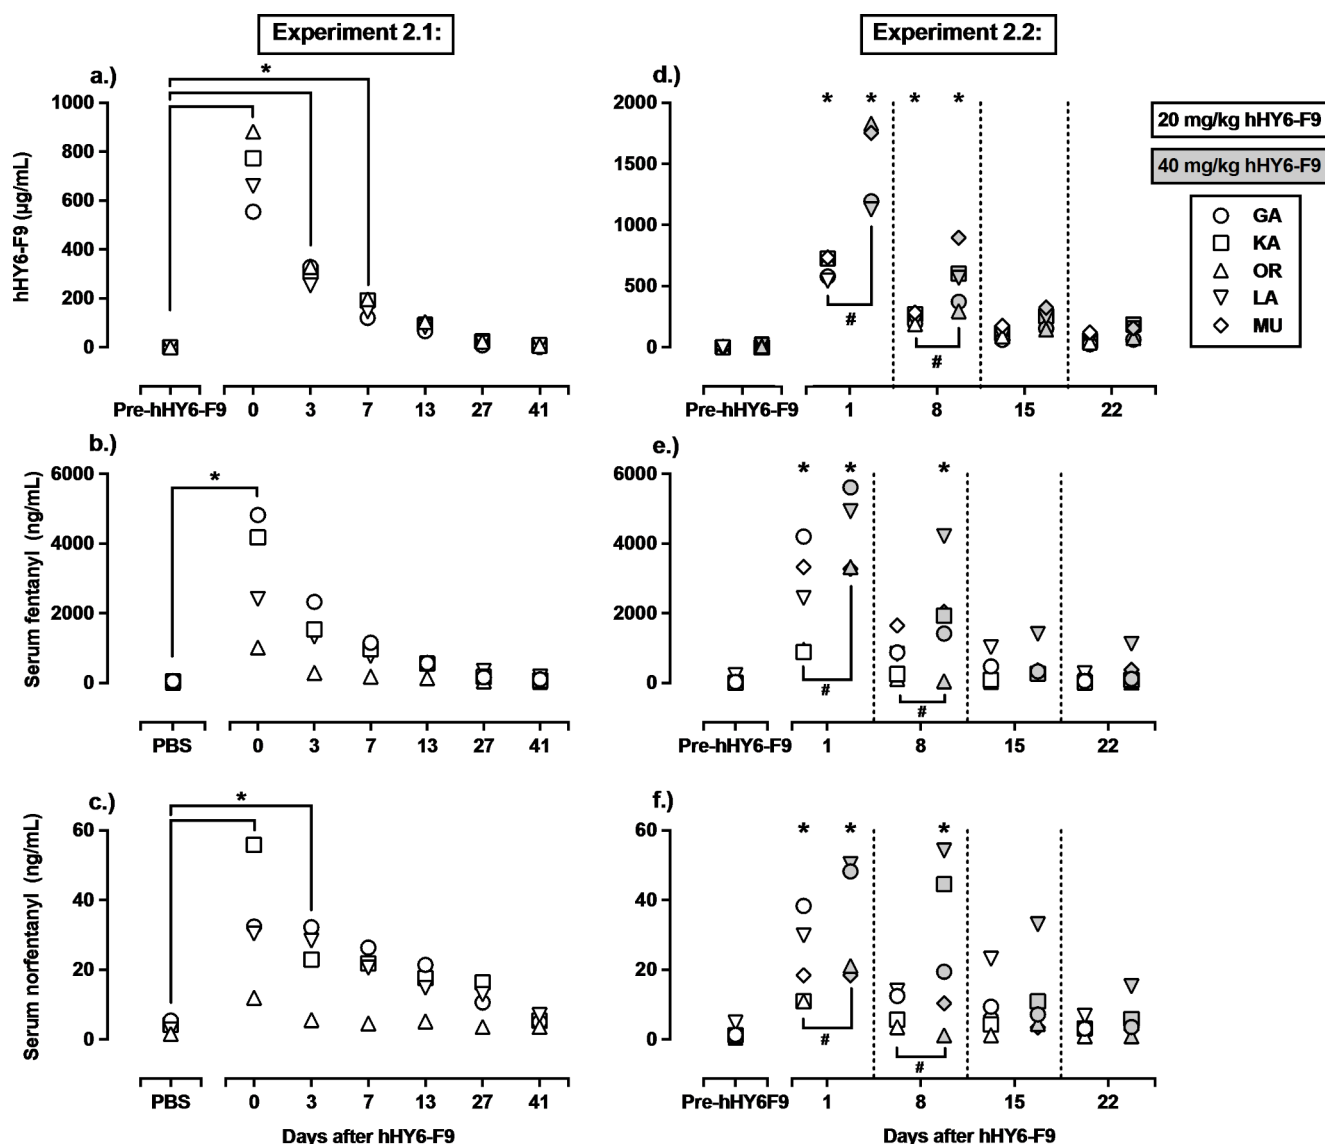 Experiment 2.1:
Experiment 2.2:
a.)
*
1000
800
600
400
200
0
hHY6-F9 (µg/mL)
Pre-hHY6-F9 0 3 7 13 27 41
d.)
* * * *
2000
1500
1000
500
0
#
#
Pre-hHY6-F9 1 8 15 22
20 mg/kg hHY6-F9
40 mg/kg hHY6-F9
GA
KA
OR
LA
MU
b.)
*
6000
4000
2000
0
Serum fentanyl (ng/mL)
PBS 0 3 7 13 27 41
e.)
* * *
6000
4000
2000
0
#
#
Pre-hHY6-F9 1 8 15 22
c.)
*
60
40
20
0
Serum norfentanyl (ng/mL)
PBS 0 3 7 13 27 41
Days after hHY6-F9
f.)
* * *
60
40
20
0
#
#
Pre-hHY6F9 1 8 15 22
Days after hHY6-F9